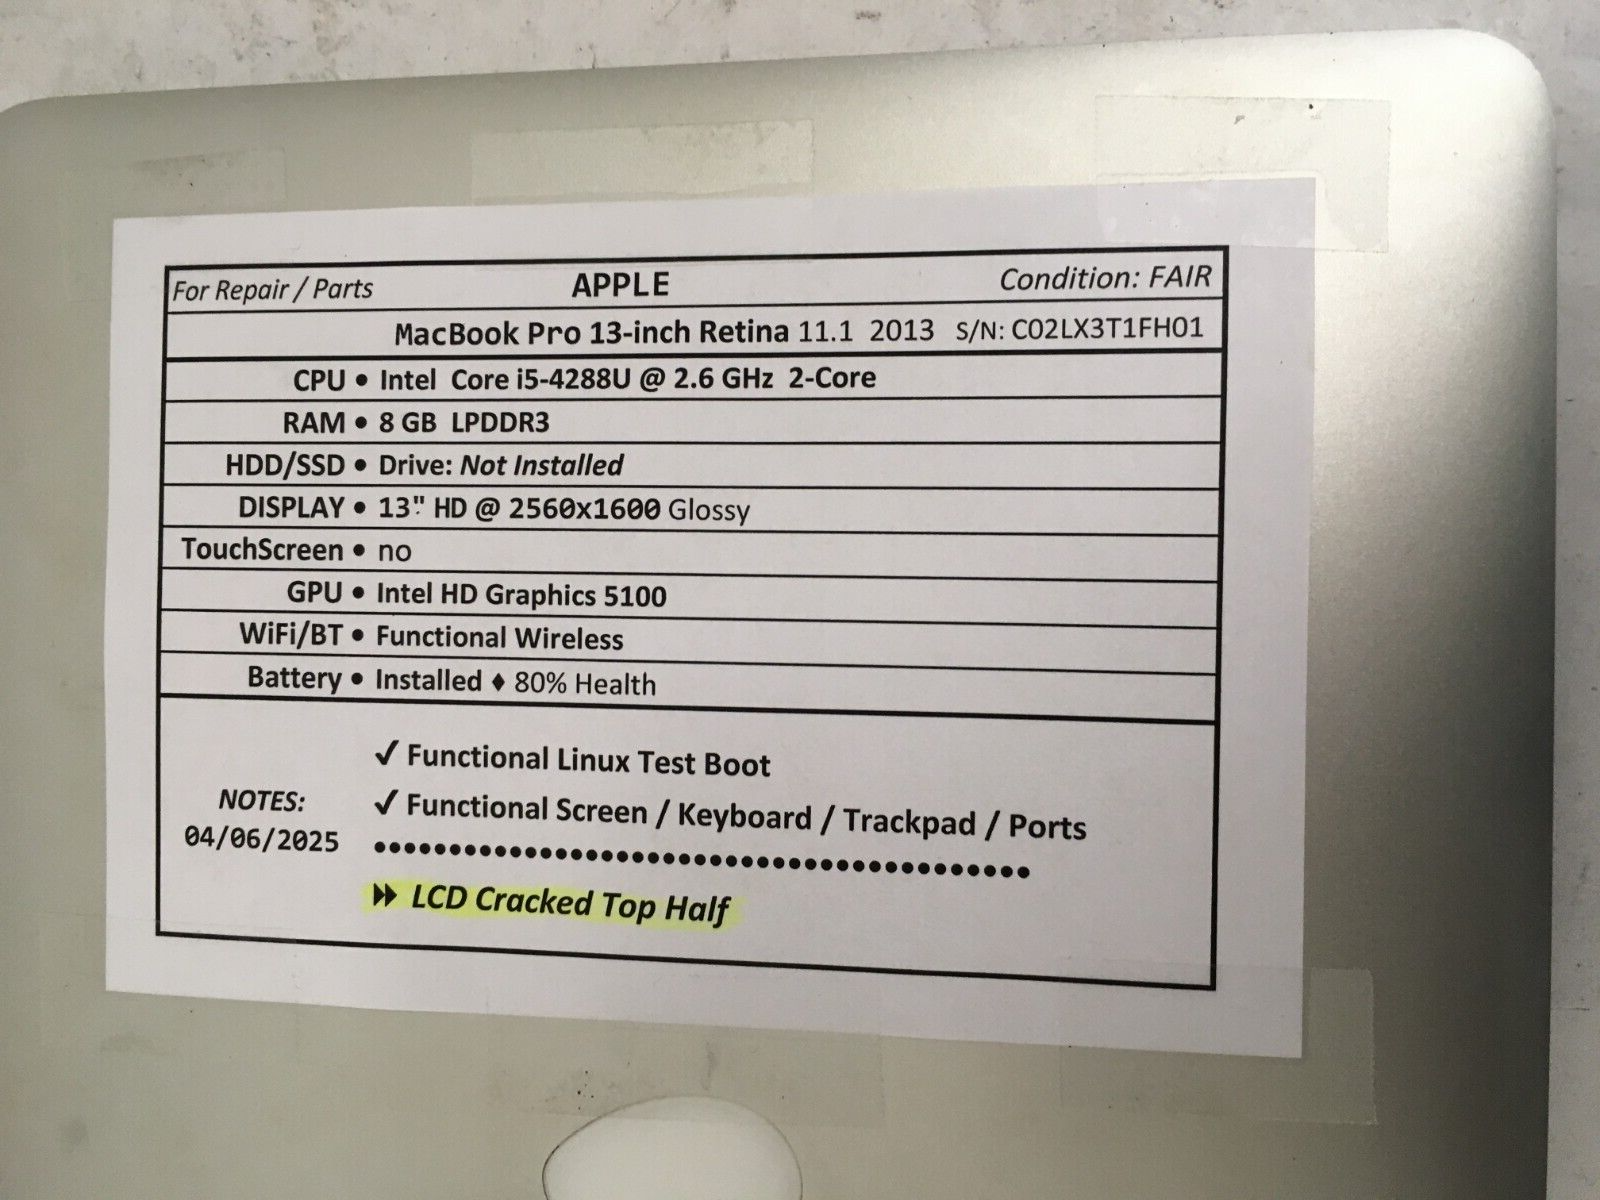 For Repair / Parts APPLE Condition: FAIR
MacBook Pro 13-inch Retina 11.1 2013 S/N: C02LX3T1FH01
CPU • Intel Core i5-4288U @ 2.6 GHz 2-Core
RAM • 8 GB LPDDR3
HDD/SSD • Drive: Not Installed
DISPLAY • 13." HD @ 2560x1600 Glossy
TouchScreen • no
GPU • Intel HD Graphics 5100
WiFi/BT • Functional Wireless
Battery • Installed ♦ 80% Health
✓ Functional Linux Test Boot
NOTES: ✓ Functional Screen / Keyboard / Trackpad / Ports
04/06/2025 ••••••••••••••••••••••••••••••••••••••••••••
▸▸ LCD Cracked Top Half